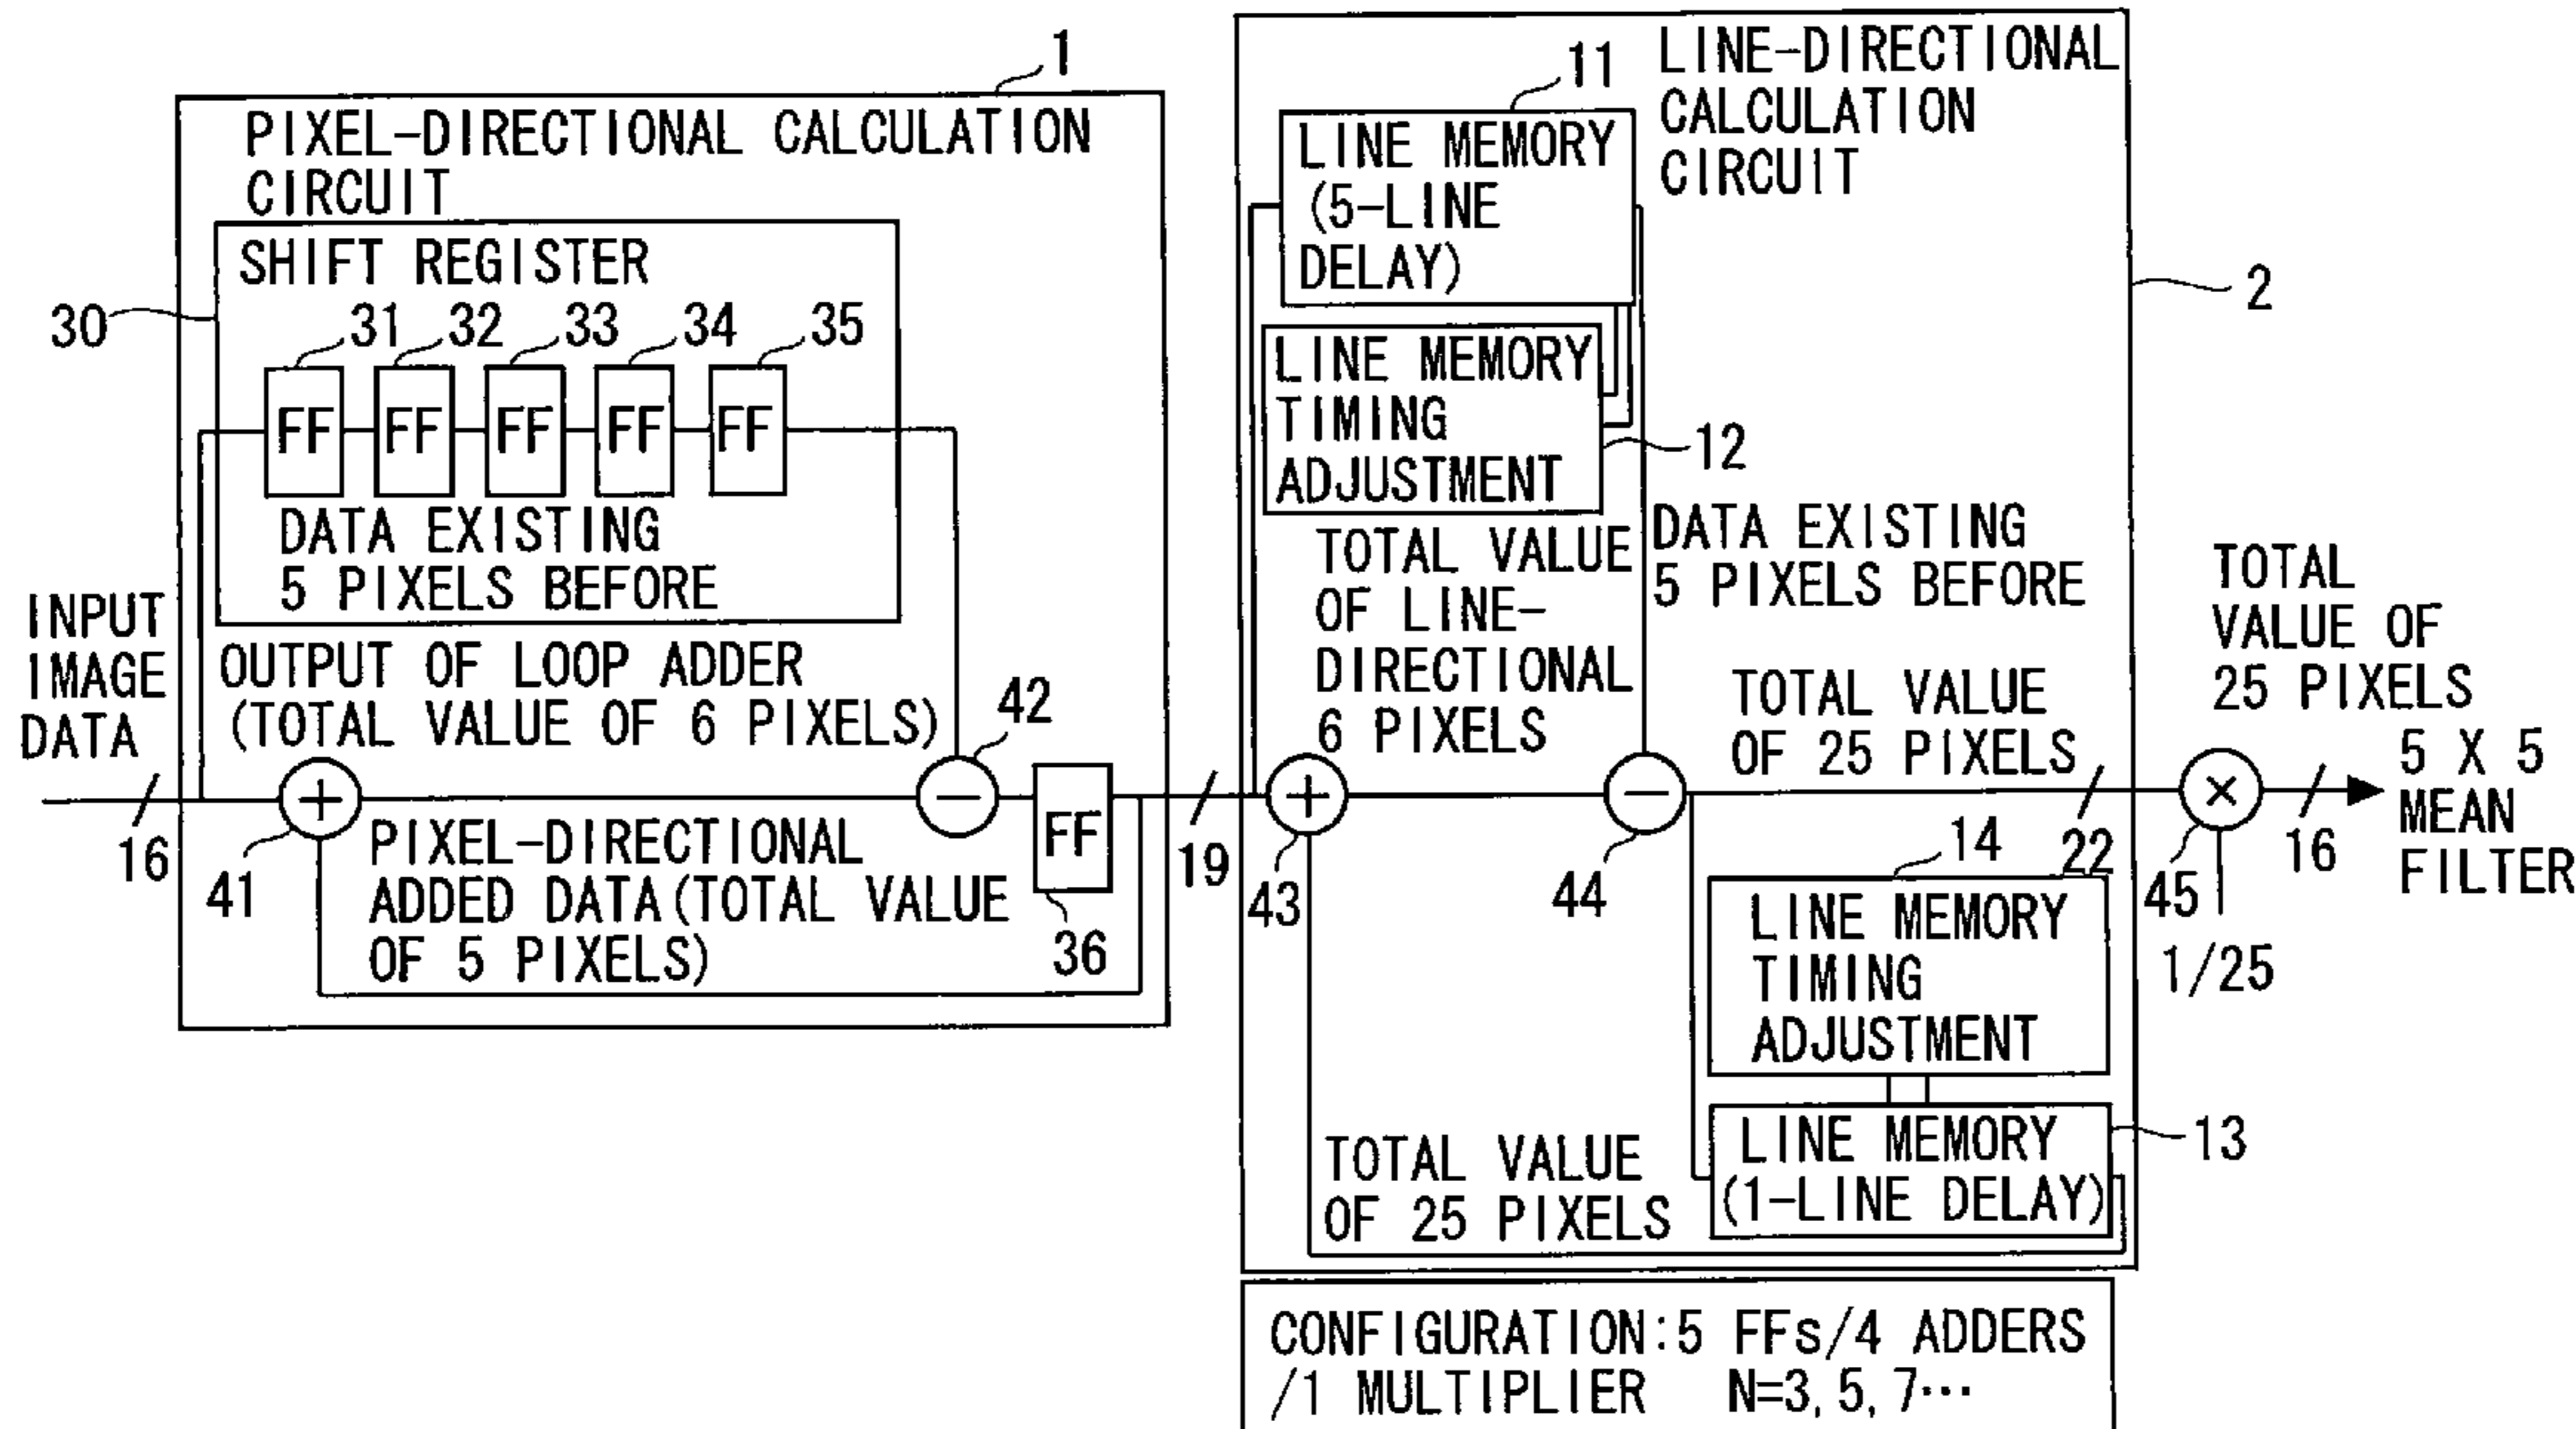 1
PIXEL-DIRECTIONAL CALCULATION
CIRCUIT
SHIFT REGISTER
30
31
32
33
34
35
FF
FF
FF
FF
FF
DATA EXISTING
5 PIXELS BEFORE
INPUT
IMAGE
DATA
16
OUTPUT OF LOOP ADDER
(TOTAL VALUE OF 6 PIXELS)
+
41
−
42
FF
36
PIXEL-DIRECTIONAL
ADDED DATA(TOTAL VALUE
OF 5 PIXELS)
19
LINE-DIRECTIONAL
CALCULATION
CIRCUIT
2
11
LINE MEMORY
(5-LINE
DELAY)
LINE MEMORY
TIMING
ADJUSTMENT
12
TOTAL VALUE
OF LINE-
DIRECTIONAL
6 PIXELS
DATA EXISTING
5 PIXELS BEFORE
+
43
−
44
TOTAL VALUE
OF 25 PIXELS
22
14
LINE MEMORY
TIMING
ADJUSTMENT
LINE MEMORY
(1-LINE DELAY)
13
TOTAL VALUE
OF 25 PIXELS
TOTAL
VALUE OF
25 PIXELS
×
45
1/25
16
5 X 5
MEAN
FILTER
CONFIGURATION:5 FFs/4 ADDERS
/1 MULTIPLIER N=3, 5, 7···